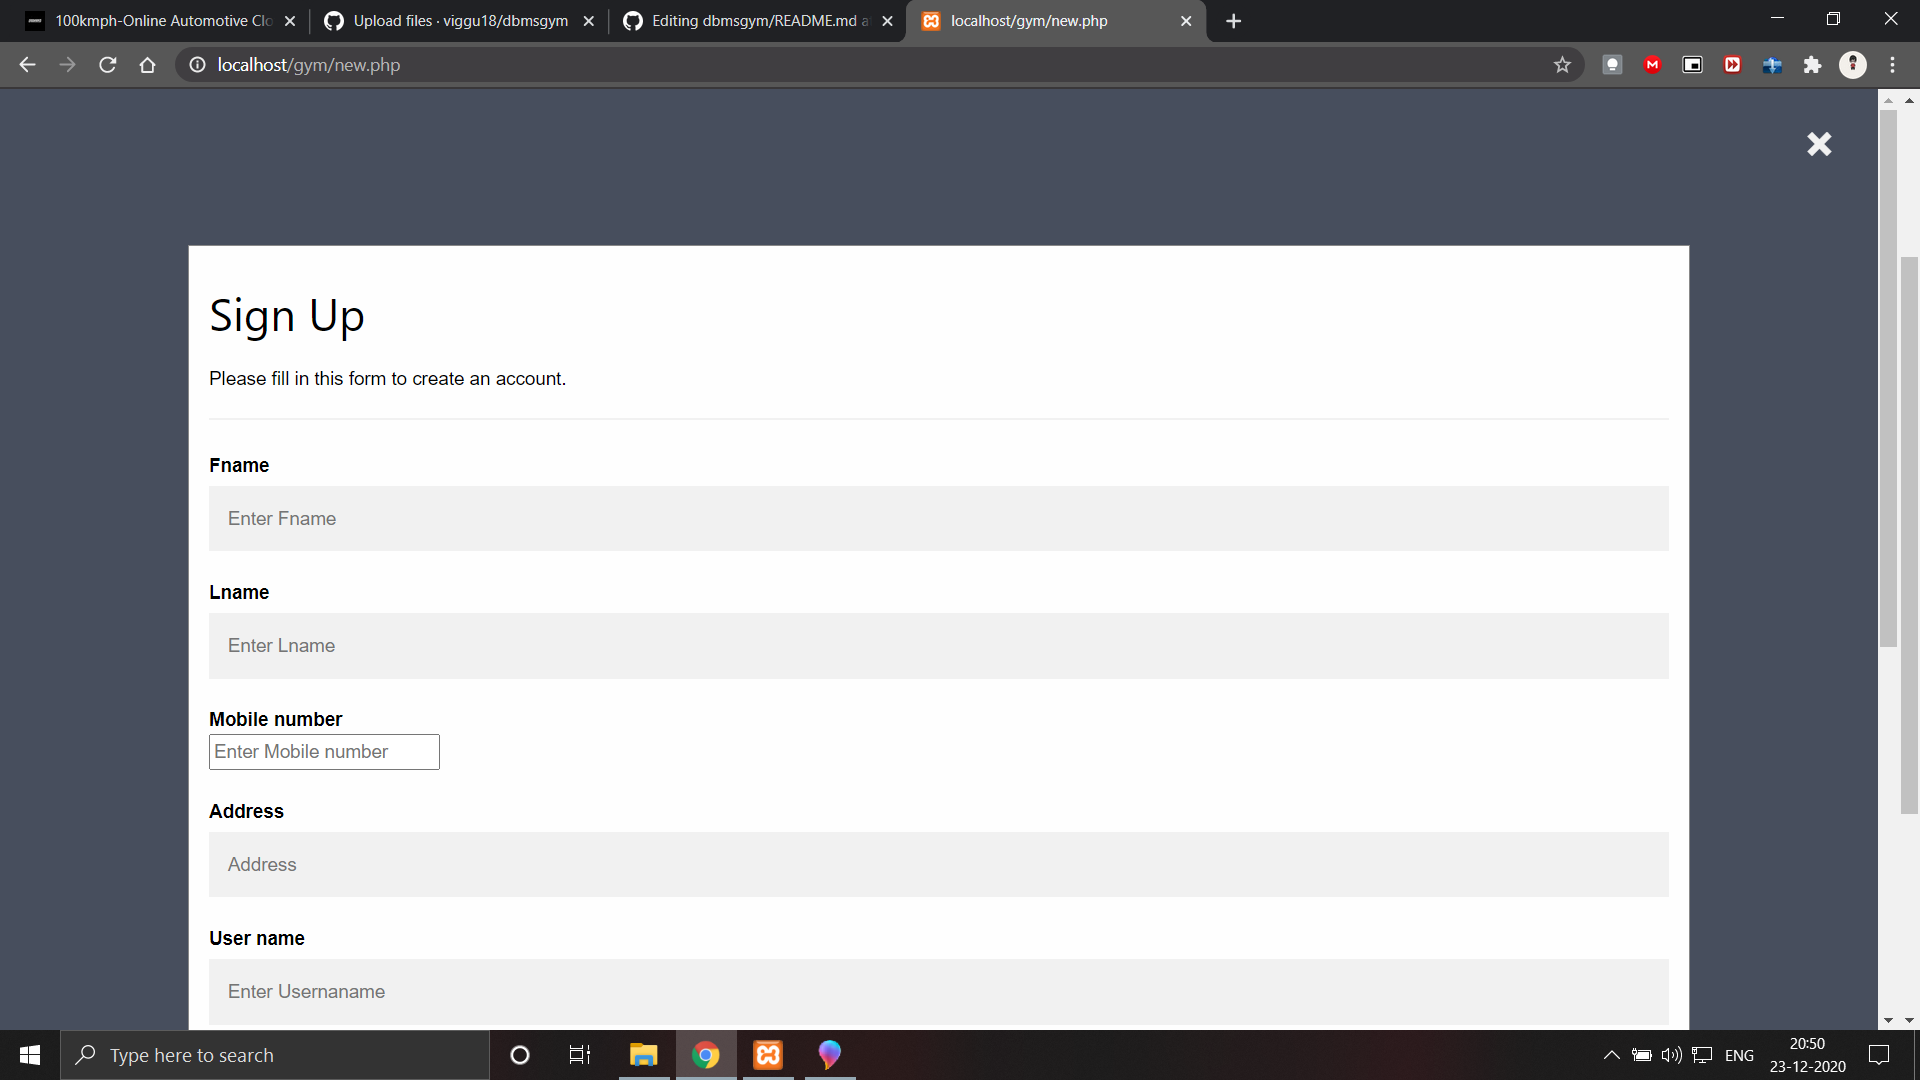 100kmph-Online Automotive Clo
Upload files · viggu18/dbmsgym
Editing dbmsgym/README.md a
localhost/gym/new.php
localhost/gym/new.php
Sign Up
Please fill in this form to create an account.
Fname
Enter Fname
Lname
Enter Lname
Mobile number
Enter Mobile number
Address
Address
User name
Enter Usernaname
Type here to search
ENG
20:50
23-12-2020